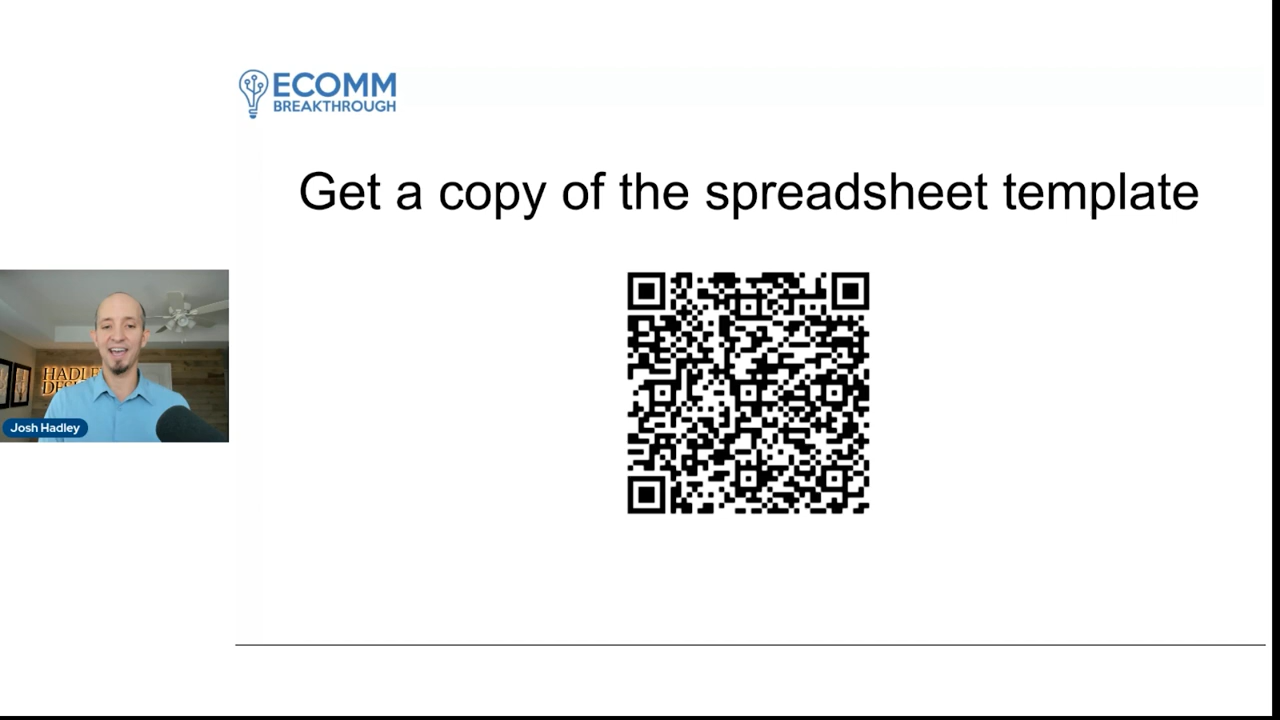 ECOMM
BREAKTHROUGH
Get a copy of the spreadsheet template
Josh Hadley